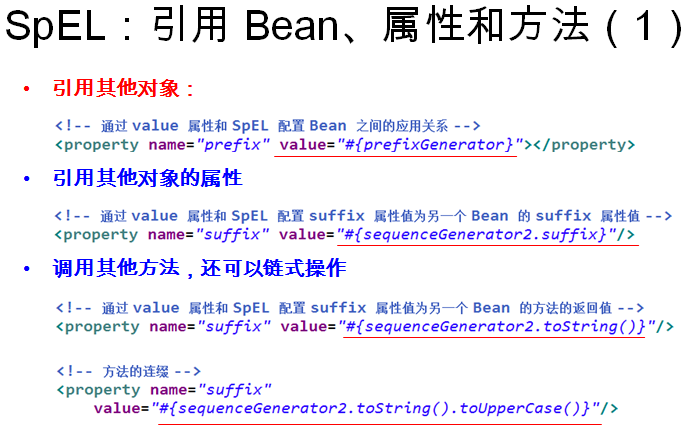 SpEL：引用 Bean、属性和方法（1）
• 引用其他对象：
<!-- 通过 value 属性和 SpEL 配置 Bean 之间的应用关系 -->
<property name="prefix" value="#{prefixGenerator}"></property>
• 引用其他对象的属性
<!-- 通过 value 属性和 SpEL 配置 suffix 属性值为另一个 Bean 的 suffix 属性值 -->
<property name="suffix" value="#{sequenceGenerator2.suffix}"/>
• 调用其他方法，还可以链式操作
<!-- 通过 value 属性和 SpEL 配置 suffix 属性值为另一个 Bean 的方法的返回值 -->
<property name="suffix" value="#{sequenceGenerator2.toString()}"/>
<!-- 方法的连缀 -->
<property name="suffix"
value="#{sequenceGenerator2.toString().toUpperCase()}"/>